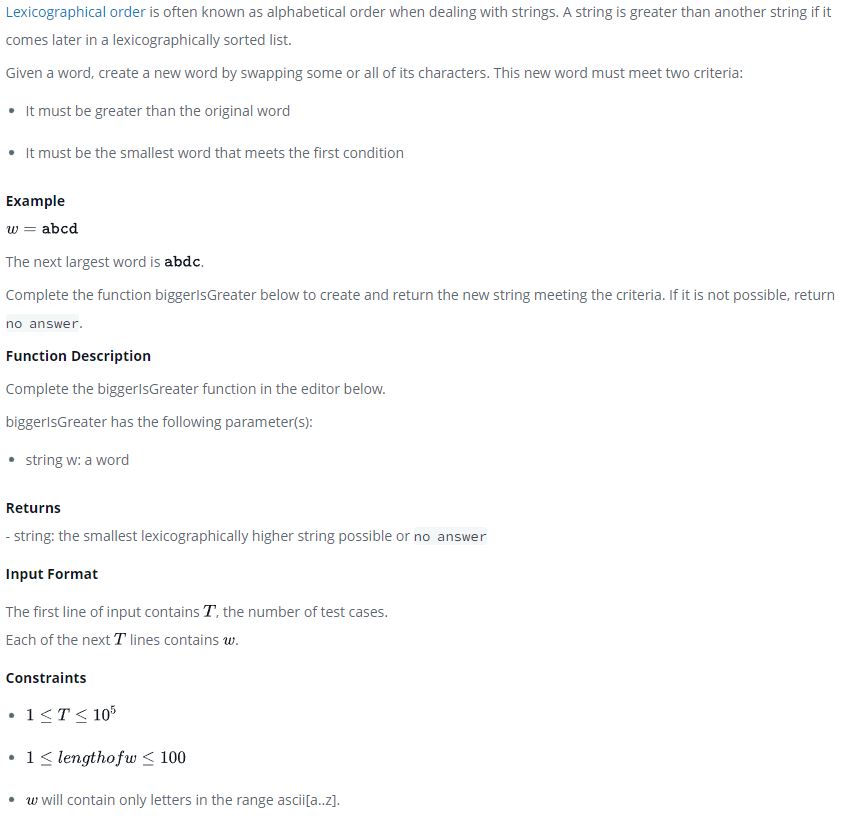 Lexicographical order is often known as alphabetical order when dealing with strings. A string is greater than another string if it
comes later in a lexicographically sorted list.
Given a word, create a new word by swapping some or all of its characters. This new word must meet two criteria:
• It must be greater than the original word
• It must be the smallest word that meets the first condition
Example
w = abcd
The next largest word is abdc.
Complete the function biggerIsGreater below to create and return the new string meeting the criteria. If it is not possible, return
no answer.
Function Description
Complete the biggerIsGreater function in the editor below.
biggerIsGreater has the following parameter(s):
• string w: a word
Returns
- string: the smallest lexicographically higher string possible or no answer
Input Format
The first line of input contains T, the number of test cases.
Each of the next T lines contains w.
Constraints
• 1 ≤ T ≤ 10⁵
• 1 ≤ lengthofw ≤ 100
• w will contain only letters in the range ascii[a..z].